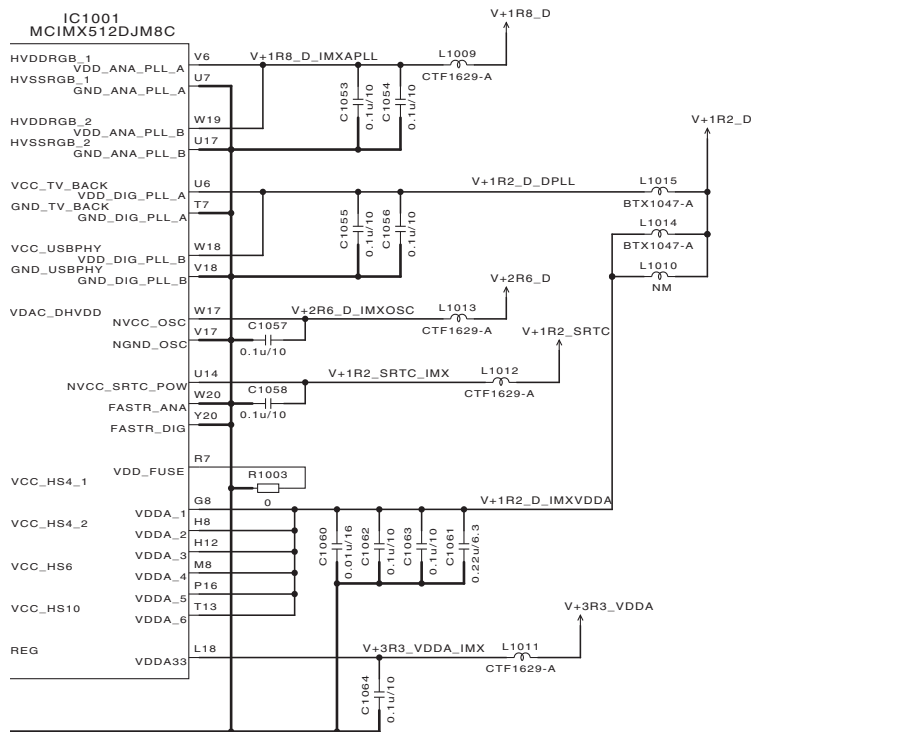 IC1001
MCIMX512DJM8C
V+1R8_D
HVDDRGB_1
VDD_ANA_PLL_A
V6
V+1R8_D_IMXAPLL
L1009
CTF1629-A
HVSSRGB_1
GND_ANA_PLL_A
U7
C1053
0.1u/10
C1054
0.1u/10
HVDDRGB_2
VDD_ANA_PLL_B
W19
HVSSRGB_2
GND_ANA_PLL_B
U17
V+1R2_D
VCC_TV_BACK
VDD_DIG_PLL_A
U6
V+1R2_D_DPLL
L1015
BTX1047-A
GND_TV_BACK
GND_DIG_PLL_A
T7
C1055
0.1u/10
C1056
0.1u/10
L1014
BTX1047-A
VCC_USBPHY
VDD_DIG_PLL_B
W18
GND_USBPHY
GND_DIG_PLL_B
V18
L1010
NM
V+2R6_D
VDAC_DHVDD
NVCC_OSC
W17
V+2R6_D_IMXOSC
L1013
CTF1629-A
NGND_OSC
V17
C1057
0.1u/10
V+1R2_SRTC
NVCC_SRTC_POW
U14
V+1R2_SRTC_IMX
L1012
CTF1629-A
FASTR_ANA
W20
C1058
0.1u/10
FASTR_DIG
Y20
VDD_FUSE
R7
R1003
0
VCC_HS4_1
VDDA_1
G8
V+1R2_D_IMXVDDA
VCC_HS4_2
VDDA_2
H8
C1060
0.01u/16
C1062
0.1u/10
C1063
0.1u/10
C1061
0.22u/6.3
VDDA_3
H12
VCC_HS6
VDDA_4
M8
VDDA_5
P16
VCC_HS10
VDDA_6
T13
V+3R3_VDDA
REG
VDDA33
L18
V+3R3_VDDA_IMX
L1011
CTF1629-A
C1064
0.1u/10